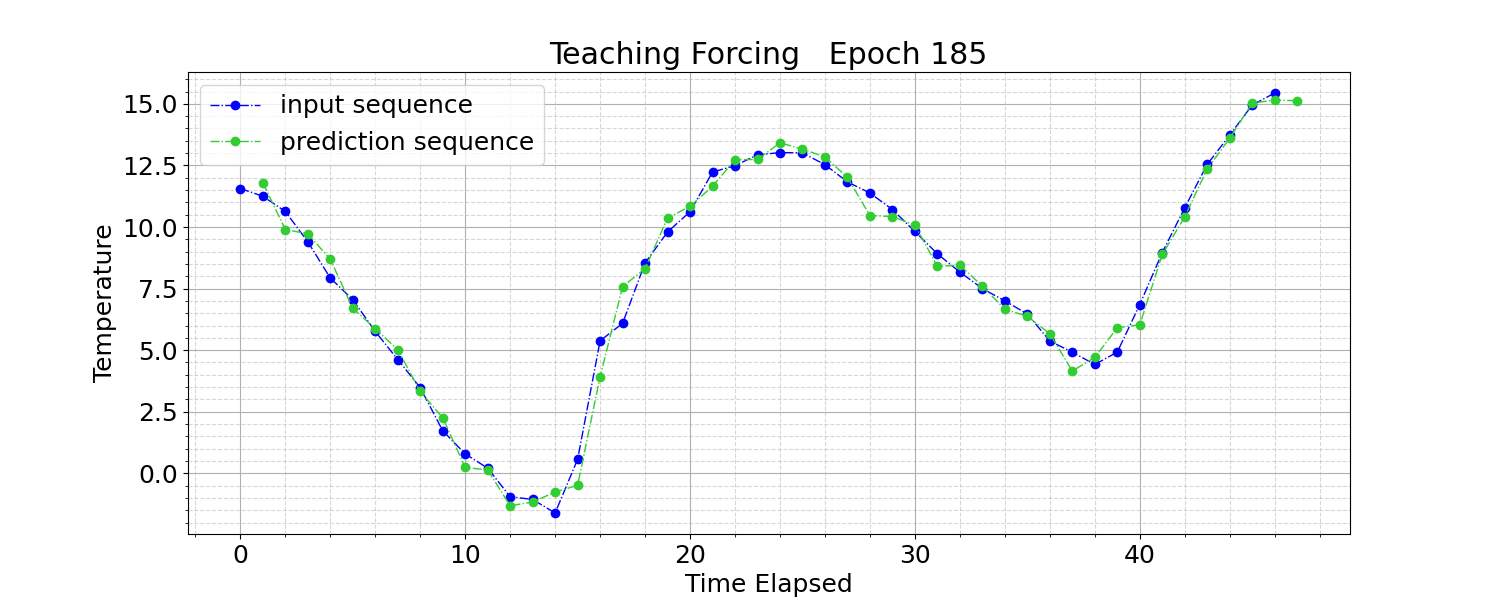 Teaching Forcing   Epoch 185
input sequence
prediction sequence
Temperature
15.0
12.5
10.0
7.5
5.0
2.5
0.0
0 10 20 30 40
Time Elapsed